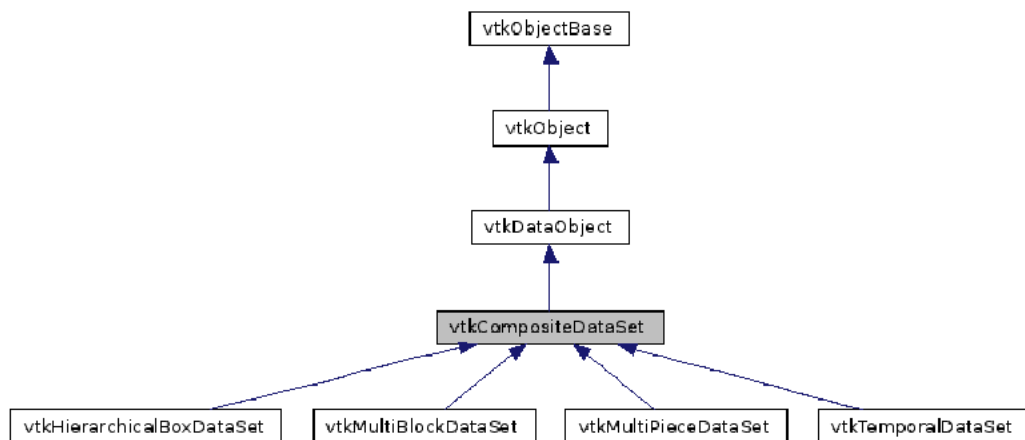 vtkObjectBase
vtkObject
vtkDataObject
vtkCompositeDataSet
vtkHierarchicalBoxDataSet
vtkMultiBlockDataSet
vtkMultiPieceDataSet
vtkTemporalDataSet